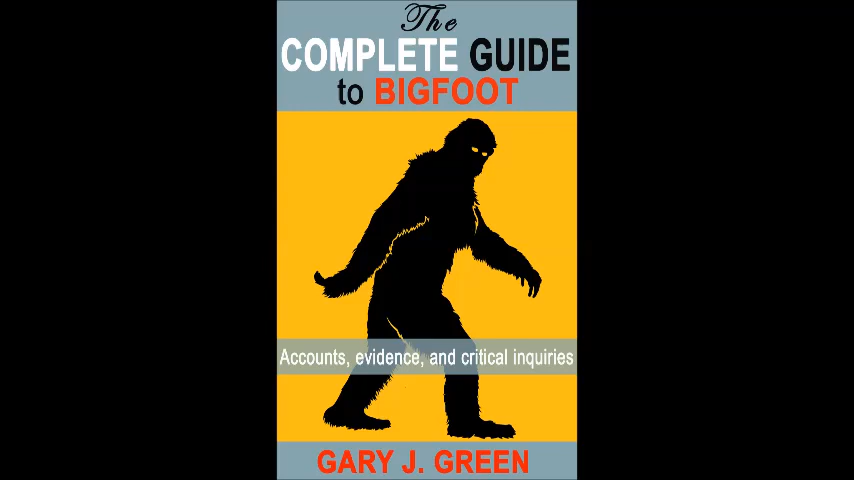 The
COMPLETE GUIDE
to BIGFOOT
Accounts, evidence, and critical inquiries
GARY J. GREEN